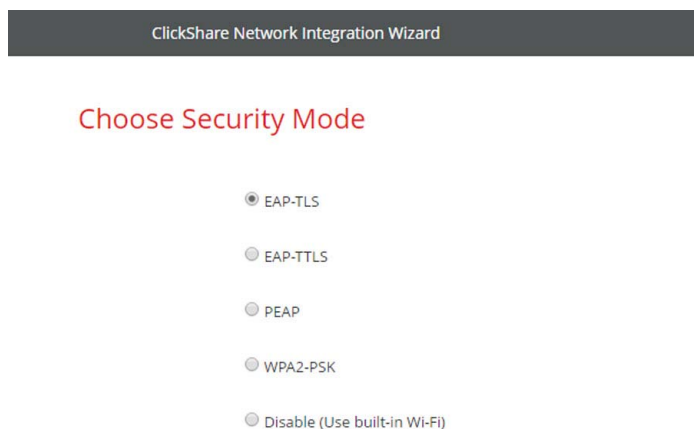 ClickShare Network Integration Wizard
Choose Security Mode
EAP-TLS
EAP-TTLS
PEAP
WPA2-PSK
Disable (Use built-in Wi-Fi)